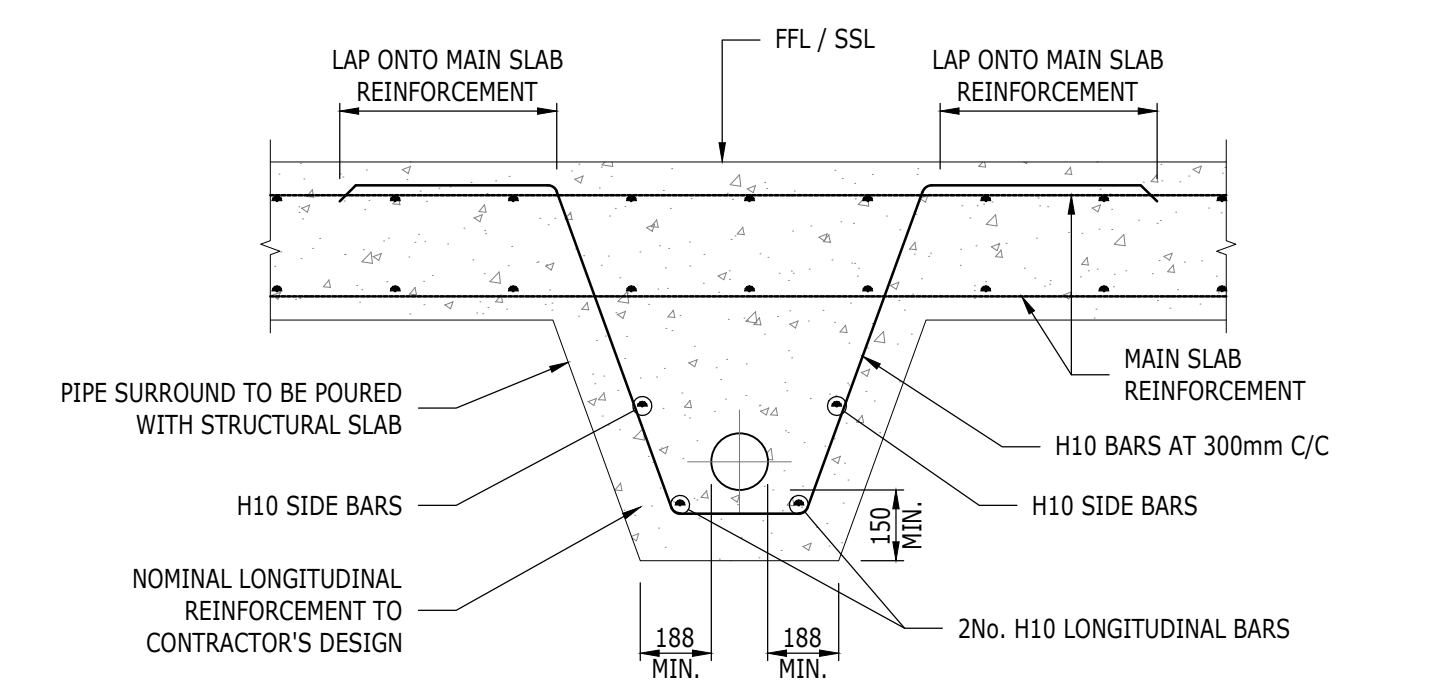 FFL / SSL
LAP ONTO MAIN SLAB
REINFORCEMENT
LAP ONTO MAIN SLAB
REINFORCEMENT
MAIN SLAB
REINFORCEMENT
PIPE SURROUND TO BE POURED
WITH STRUCTURAL SLAB
H10 BARS AT 300mm C/C
H10 SIDE BARS
H10 SIDE BARS
150
MIN.
NOMINAL LONGITUDINAL
REINFORCEMENT TO
CONTRACTOR'S DESIGN
2No. H10 LONGITUDINAL BARS
188
MIN.
188
MIN.